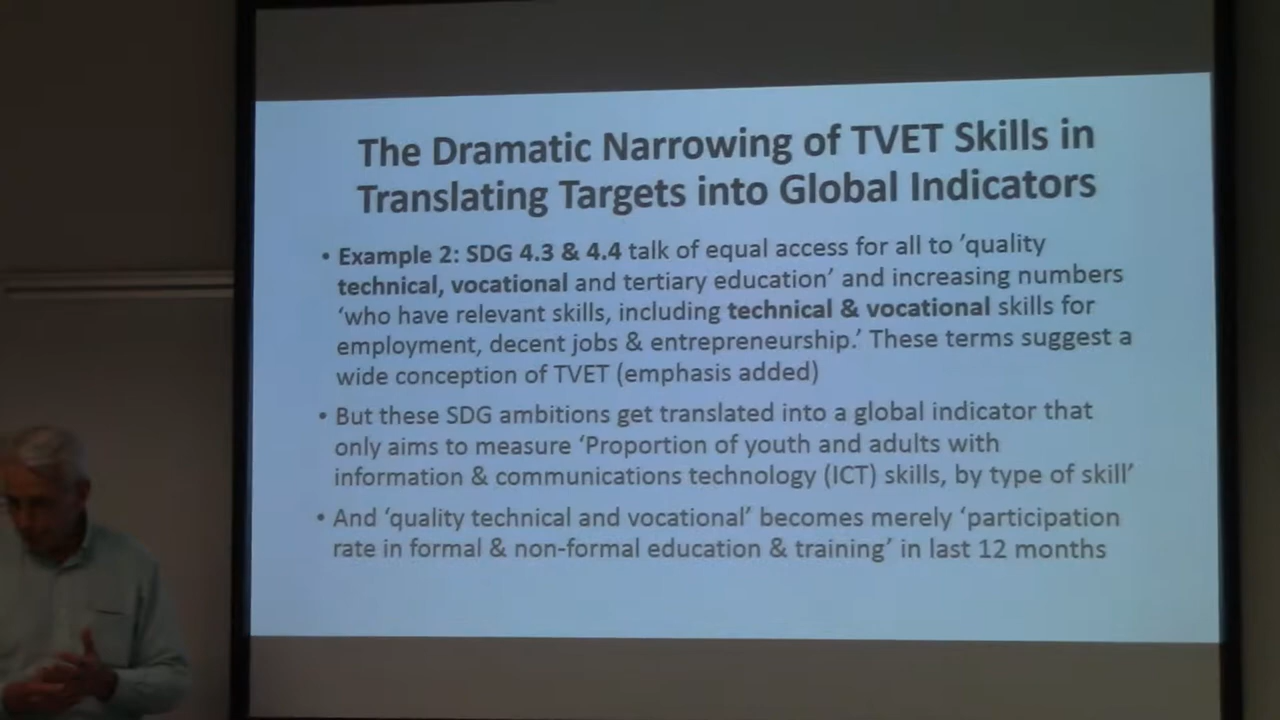 The Dramatic Narrowing of TVET Skills in
Translating Targets into Global Indicators
• Example 2: SDG 4.3 & 4.4 talk of equal access for all to ‘quality
technical, vocational and tertiary education’ and increasing numbers
‘who have relevant skills, including technical & vocational skills for
employment, decent jobs & entrepreneurship.’ These terms suggest a
wide conception of TVET (emphasis added)
• But these SDG ambitions get translated into a global indicator that
only aims to measure ‘Proportion of youth and adults with
information & communications technology (ICT) skills, by type of skill’
• And ‘quality technical and vocational’ becomes merely ‘participation
rate in formal & non-formal education & training’ in last 12 months